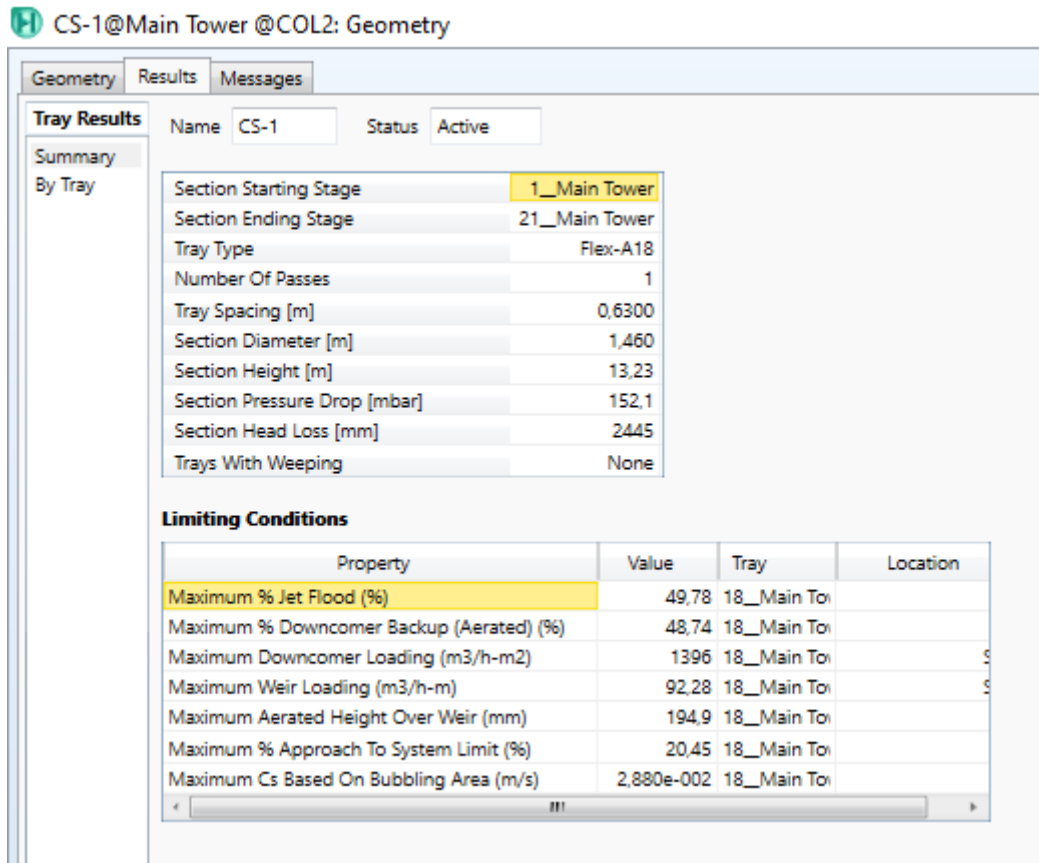 CS-1@Main Tower @COL2: Geometry
Geometry Results Messages
Tray Results
Summary
By Tray
Name CS-1 Status Active
Section Starting Stage 1__Main Tower
Section Ending Stage 21__Main Tower
Tray Type Flex-A18
Number Of Passes 1
Tray Spacing [m] 0,6300
Section Diameter [m] 1,460
Section Height [m] 13,23
Section Pressure Drop [mbar] 152,1
Section Head Loss [mm] 2445
Trays With Weeping None
Limiting Conditions
Property Value Tray Location
Maximum % Jet Flood (%) 49,78 18__Main To
Maximum % Downcomer Backup (Aerated) (%) 48,74 18__Main To
Maximum Downcomer Loading (m3/h-m2) 1396 18__Main To
Maximum Weir Loading (m3/h-m) 92,28 18__Main To
Maximum Aerated Height Over Weir (mm) 194,9 18__Main To
Maximum % Approach To System Limit (%) 20,45 18__Main To
Maximum Cs Based On Bubbling Area (m/s) 2,880e-002 18__Main To